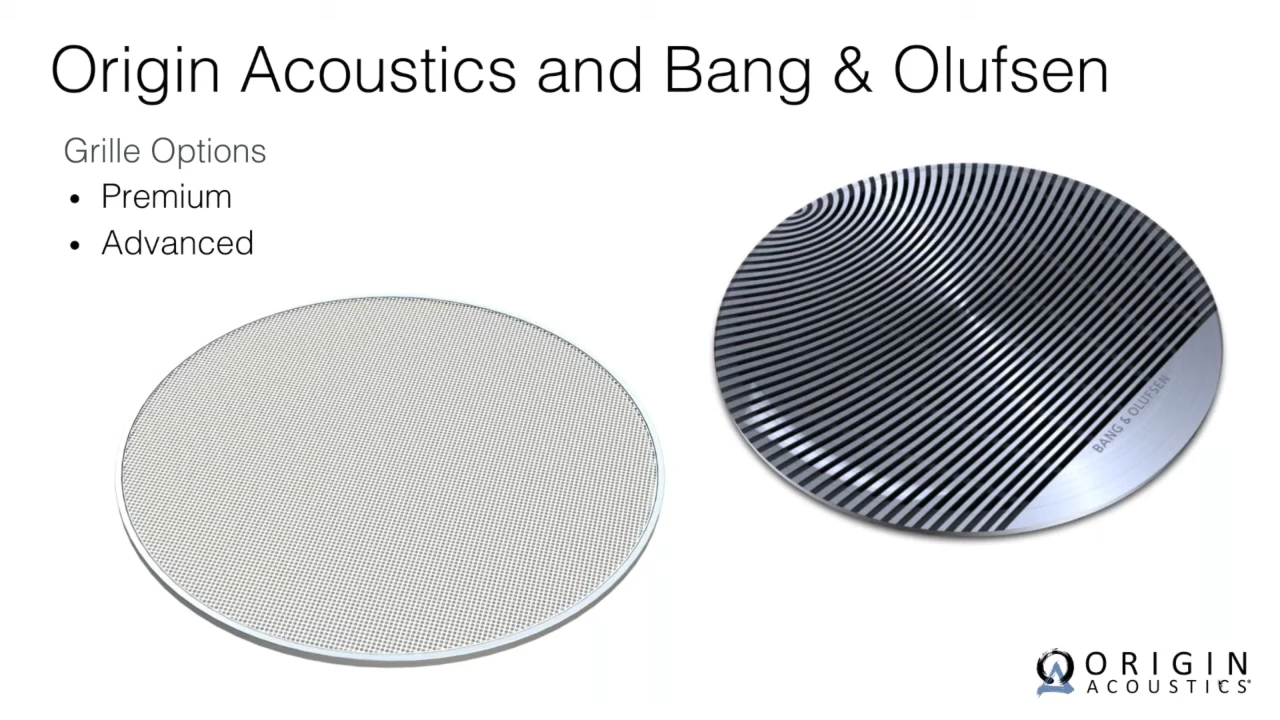 Origin Acoustics and Bang & Olufsen
Grille Options
• Premium
• Advanced
BANG & OLUFSEN
ORIGIN
ACOUSTICS®